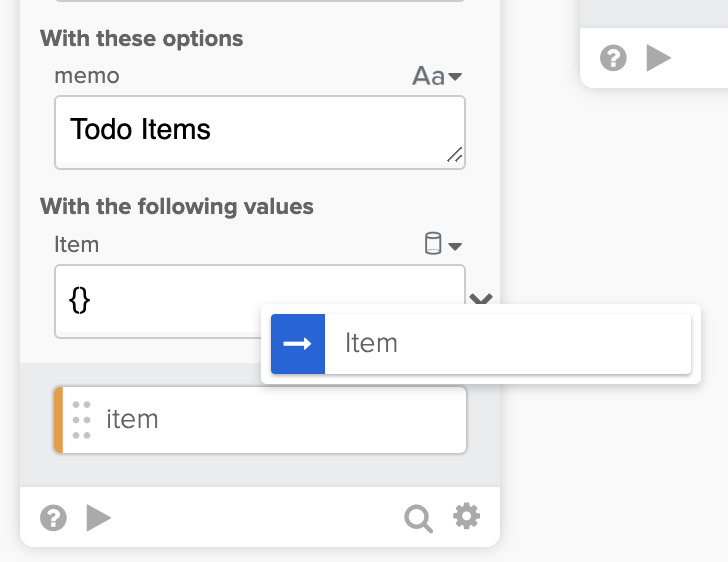 With these options
memo
Aa
Todo Items
With the following values
Item
{}
Item
item